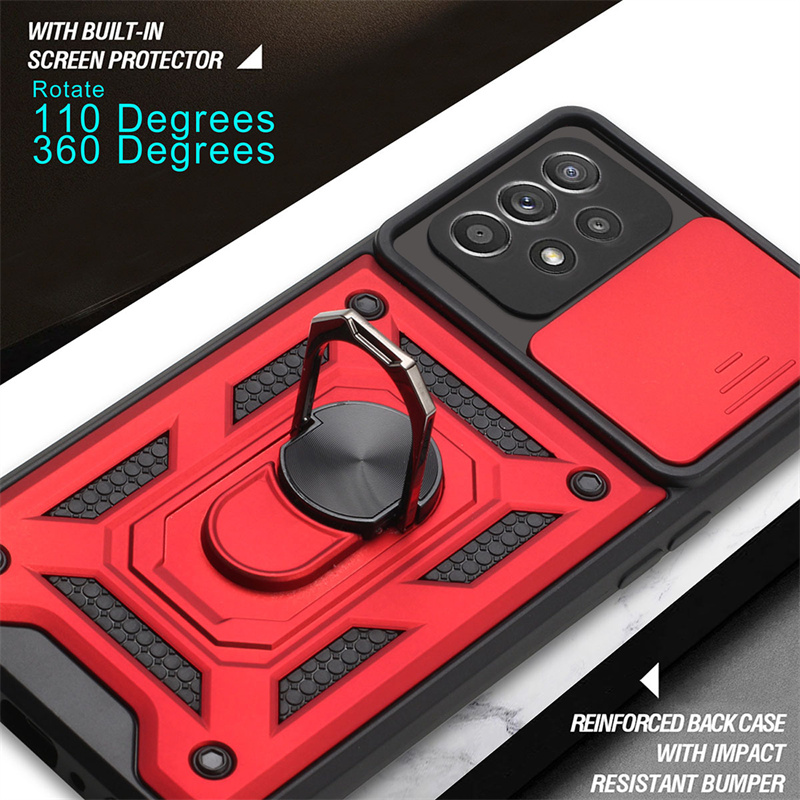 WITH BUILT-IN
SCREEN PROTECTOR
Rotate
110 Degrees
360 Degrees
REINFORCED BACK CASE
WITH IMPACT
RESISTANT BUMPER